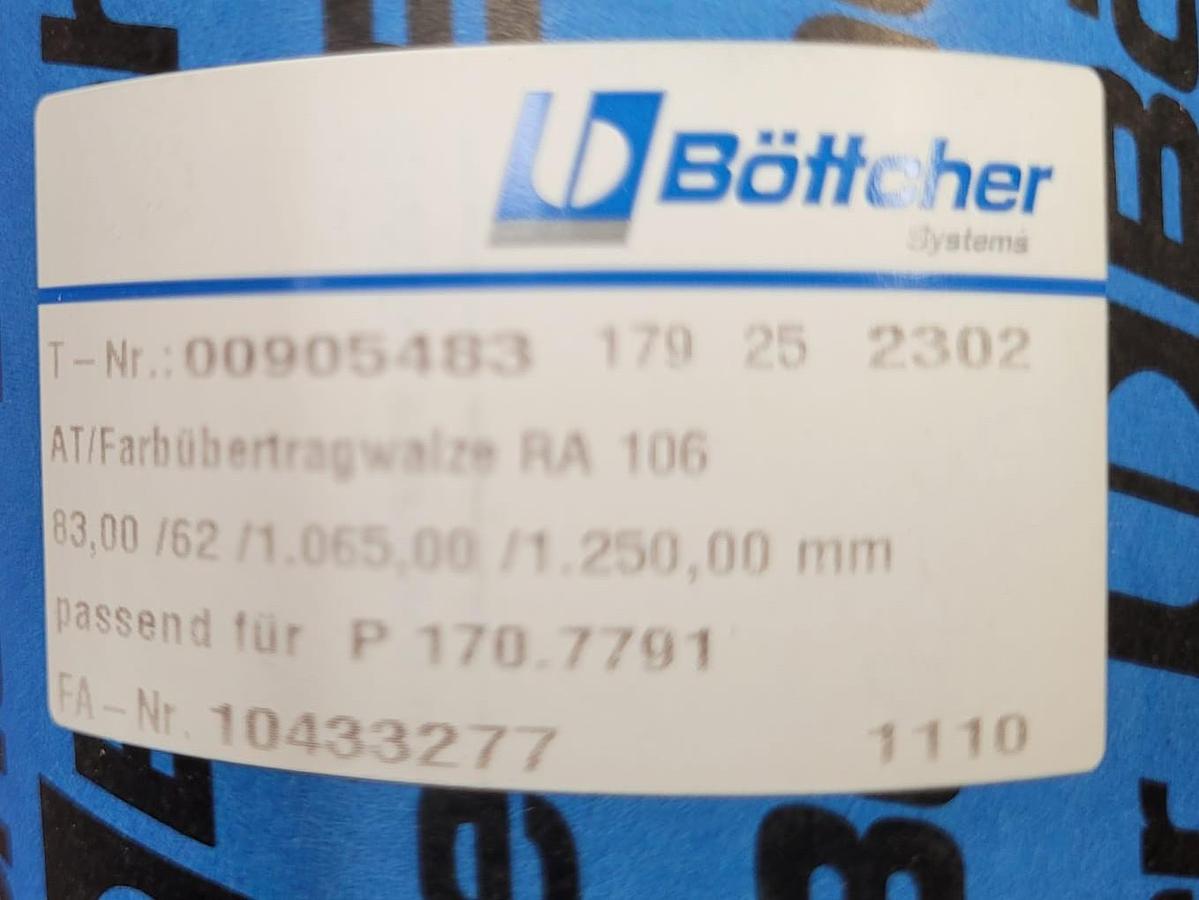 Böttcher
Systems
T-Nr.: 00905483 179 25 2302
AT/Farbübertragwalze RA 106
83,00 /62 /1.065,00 /1.250,00 mm
passend für P 170.7791
FA-Nr. 10433277 1110